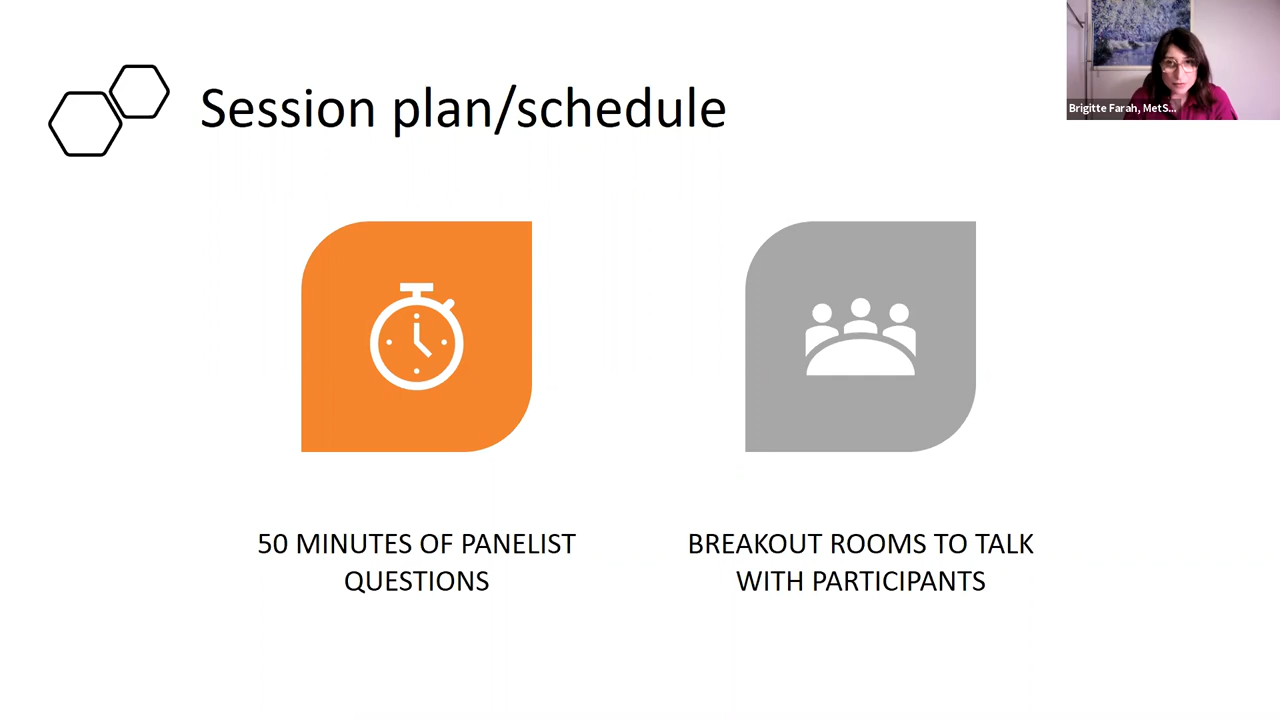 Session plan/schedule
Brigitte Farah, MetS...
50 MINUTES OF PANELIST
QUESTIONS
BREAKOUT ROOMS TO TALK
WITH PARTICIPANTS